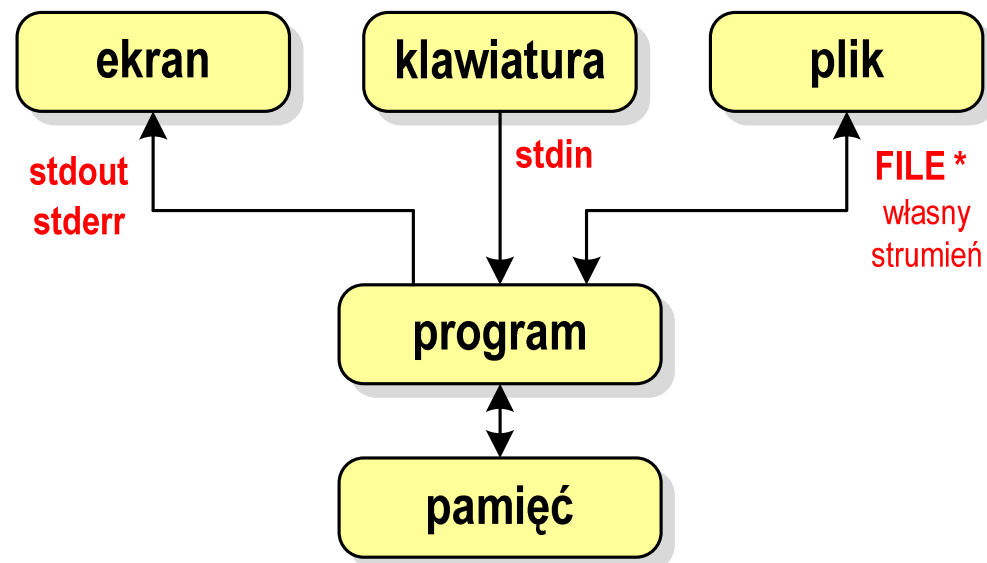 ekran
klawiatura
plik
stdout
stderr
stdin
FILE *
własny
strumień
program
pamięć